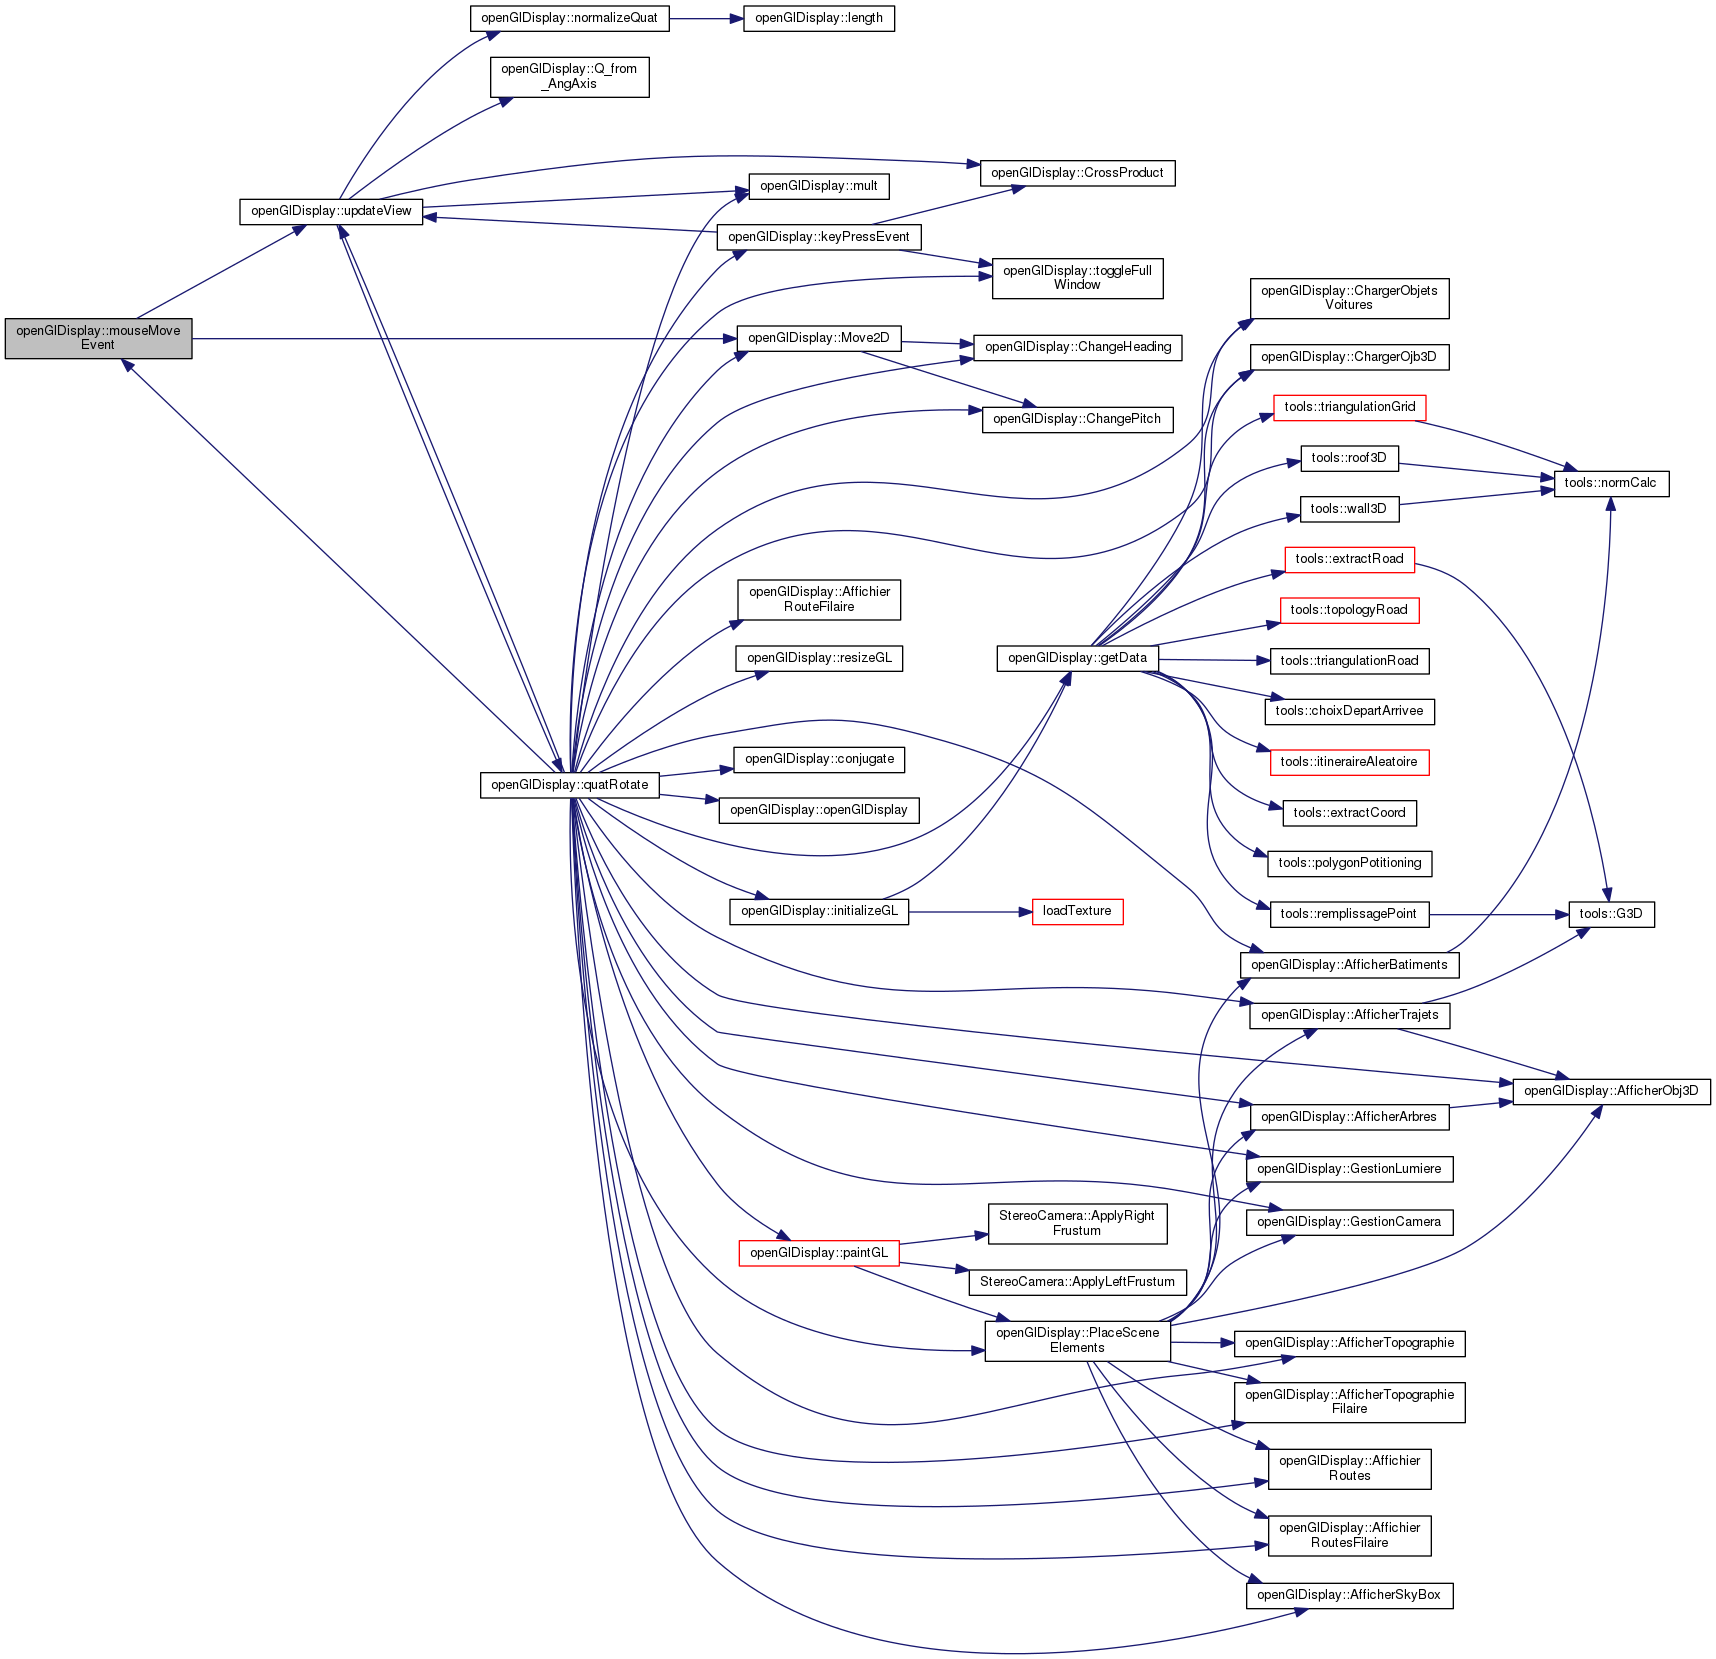 openGlDisplay::normalizeQuat
openGlDisplay::length
openGlDisplay::Q_from
_AngAxis
openGlDisplay::CrossProduct
openGlDisplay::mult
openGlDisplay::updateView
openGlDisplay::keyPressEvent
openGlDisplay::toggleFull
Window
openGlDisplay::ChargerObjets
Voitures
openGlDisplay::mouseMove
Event
openGlDisplay::Move2D
openGlDisplay::ChangeHeading
openGlDisplay::ChargerOjb3D
tools::triangulationGrid
openGlDisplay::ChangePitch
tools::roof3D
tools::normCalc
tools::wall3D
tools::extractRoad
openGlDisplay::Affichier
RouteFilaire
tools::topologyRoad
openGlDisplay::resizeGL
openGlDisplay::getData
tools::triangulationRoad
tools::choixDepartArrivee
openGlDisplay::conjugate
tools::itineraireAleatoire
openGlDisplay::quatRotate
openGlDisplay::openGlDisplay
tools::extractCoord
tools::polygonPotitioning
openGlDisplay::initializeGL
loadTexture
tools::remplissagePoint
tools::G3D
openGlDisplay::AfficherBatiments
openGlDisplay::AfficherTrajets
openGlDisplay::AfficherObj3D
openGlDisplay::AfficherArbres
openGlDisplay::GestionLumiere
StereoCamera::ApplyRight
Frustum
openGlDisplay::GestionCamera
openGlDisplay::paintGL
StereoCamera::ApplyLeftFrustum
openGlDisplay::PlaceScene
Elements
openGlDisplay::AfficherTopographie
openGlDisplay::AfficherTopographie
Filaire
openGlDisplay::Affichier
Routes
openGlDisplay::Affichier
RoutesFilaire
openGlDisplay::AfficherSkyBox